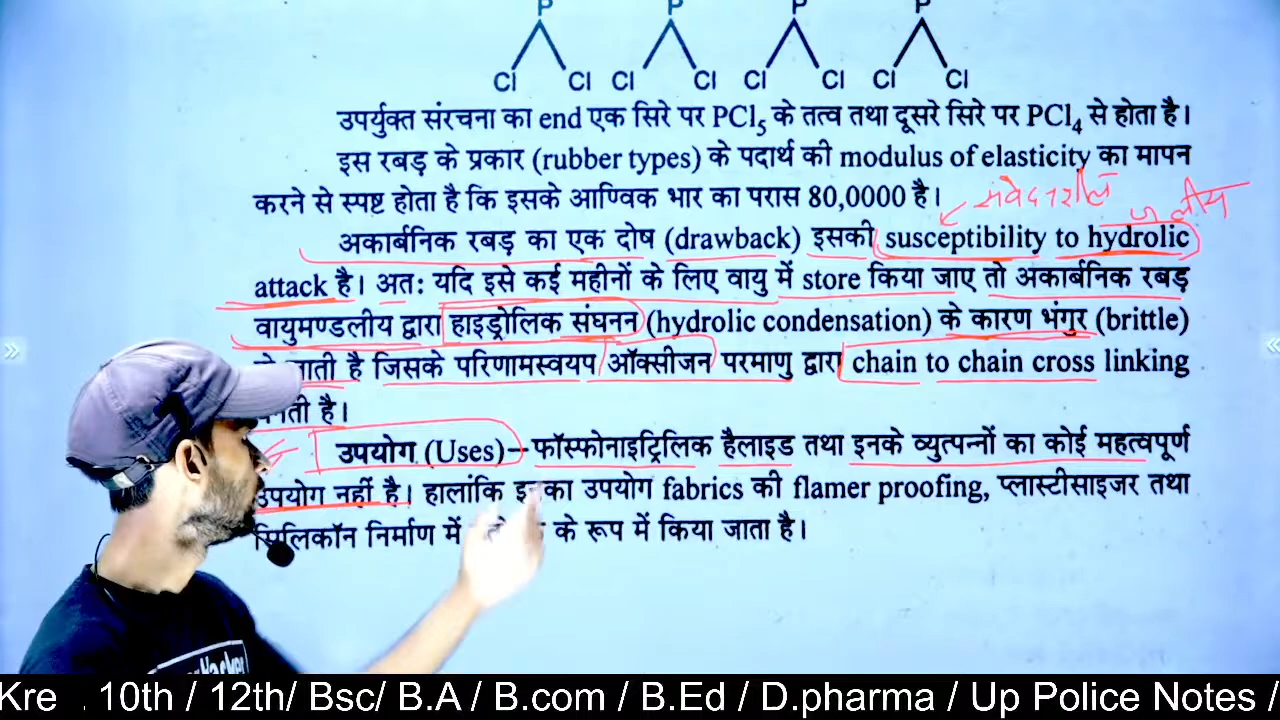 P P P P
Cl Cl Cl Cl Cl Cl Cl Cl
उपर्युक्त संरचना का end एक सिरे पर PCl₅ के तत्व तथा दूसरे सिरे पर PCl₄ से होता है।
इस रबड़ के प्रकार (rubber types) के पदार्थ की modulus of elasticity का मापन
करने से स्पष्ट होता है कि इसके आण्विक भार का परास 80,0000 है।
संवेदनशील
जलीय
अकार्बनिक रबड़ का एक दोष (drawback) इसकी susceptibility to hydrolic
attack है। अत: यदि इसे कई महीनों के लिए वायु में store किया जाए तो अकार्बनिक रबड़
वायुमण्डलीय द्वारा हाइड्रोलिक संघनन (hydrolic condensation) के कारण भंगुर (brittle)
जाती है जिसके परिणामस्वयप ऑक्सीजन परमाणु द्वारा chain to chain cross linking
है।
उपयोग (Uses)–फॉस्फोनाइट्रिलिक हैलाइड तथा इनके व्युत्पन्नों का कोई महत्वपूर्ण
उपयोग नहीं है। हालांकि इनका उपयोग fabrics की flamer proofing, प्लास्टीसाइजर तथा
सिलिकॉन निर्माण में के रूप में किया जाता है।
Kre . 10th / 12th/ Bsc/ B.A / B.com / B.Ed / D.pharma / Up Police Notes /